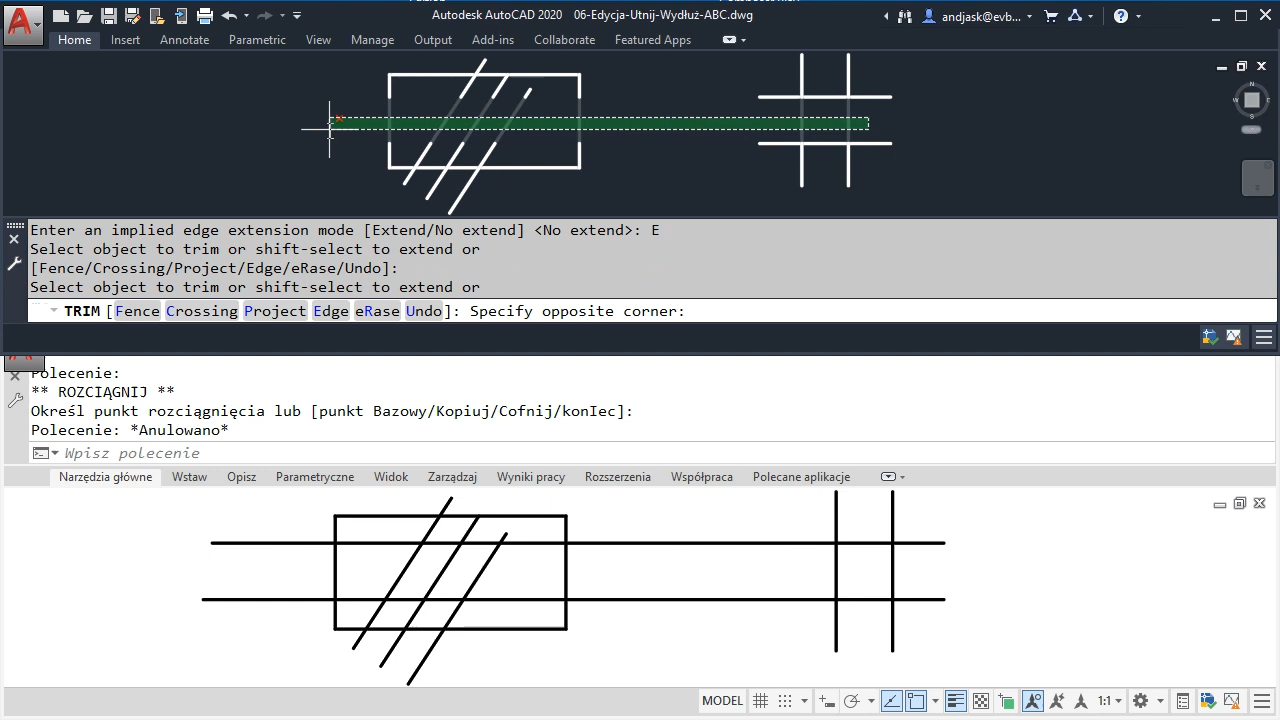 Autodesk AutoCAD 2020 06-Edycja-Utnij-Wydłuż-ABC.dwg andjask@evb...
Home Insert Annotate Parametric View Manage Output Add-ins Collaborate Featured Apps
N
W E
S
Enter an implied edge extension mode [Extend/No extend] <No extend>: E
Select object to trim or shift-select to extend or
[Fence/Crossing/Project/Edge/eRase/Undo]:
Select object to trim or shift-select to extend or
TRIM [Fence Crossing Project Edge eRase Undo]: Specify opposite corner:
Polecenie:
** ROZCIĄGNIJ **
Określ punkt rozciągnięcia lub [punkt Bazowy/Kopiuj/Cofnij/konIec]:
Polecenie: *Anulowano*
Wpisz polecenie
Narzędzia główne Wstaw Opisz Parametryczne Widok Zarządzaj Wyniki pracy Rozszerzenia Współpraca Polecane aplikacje
MODEL 1:1